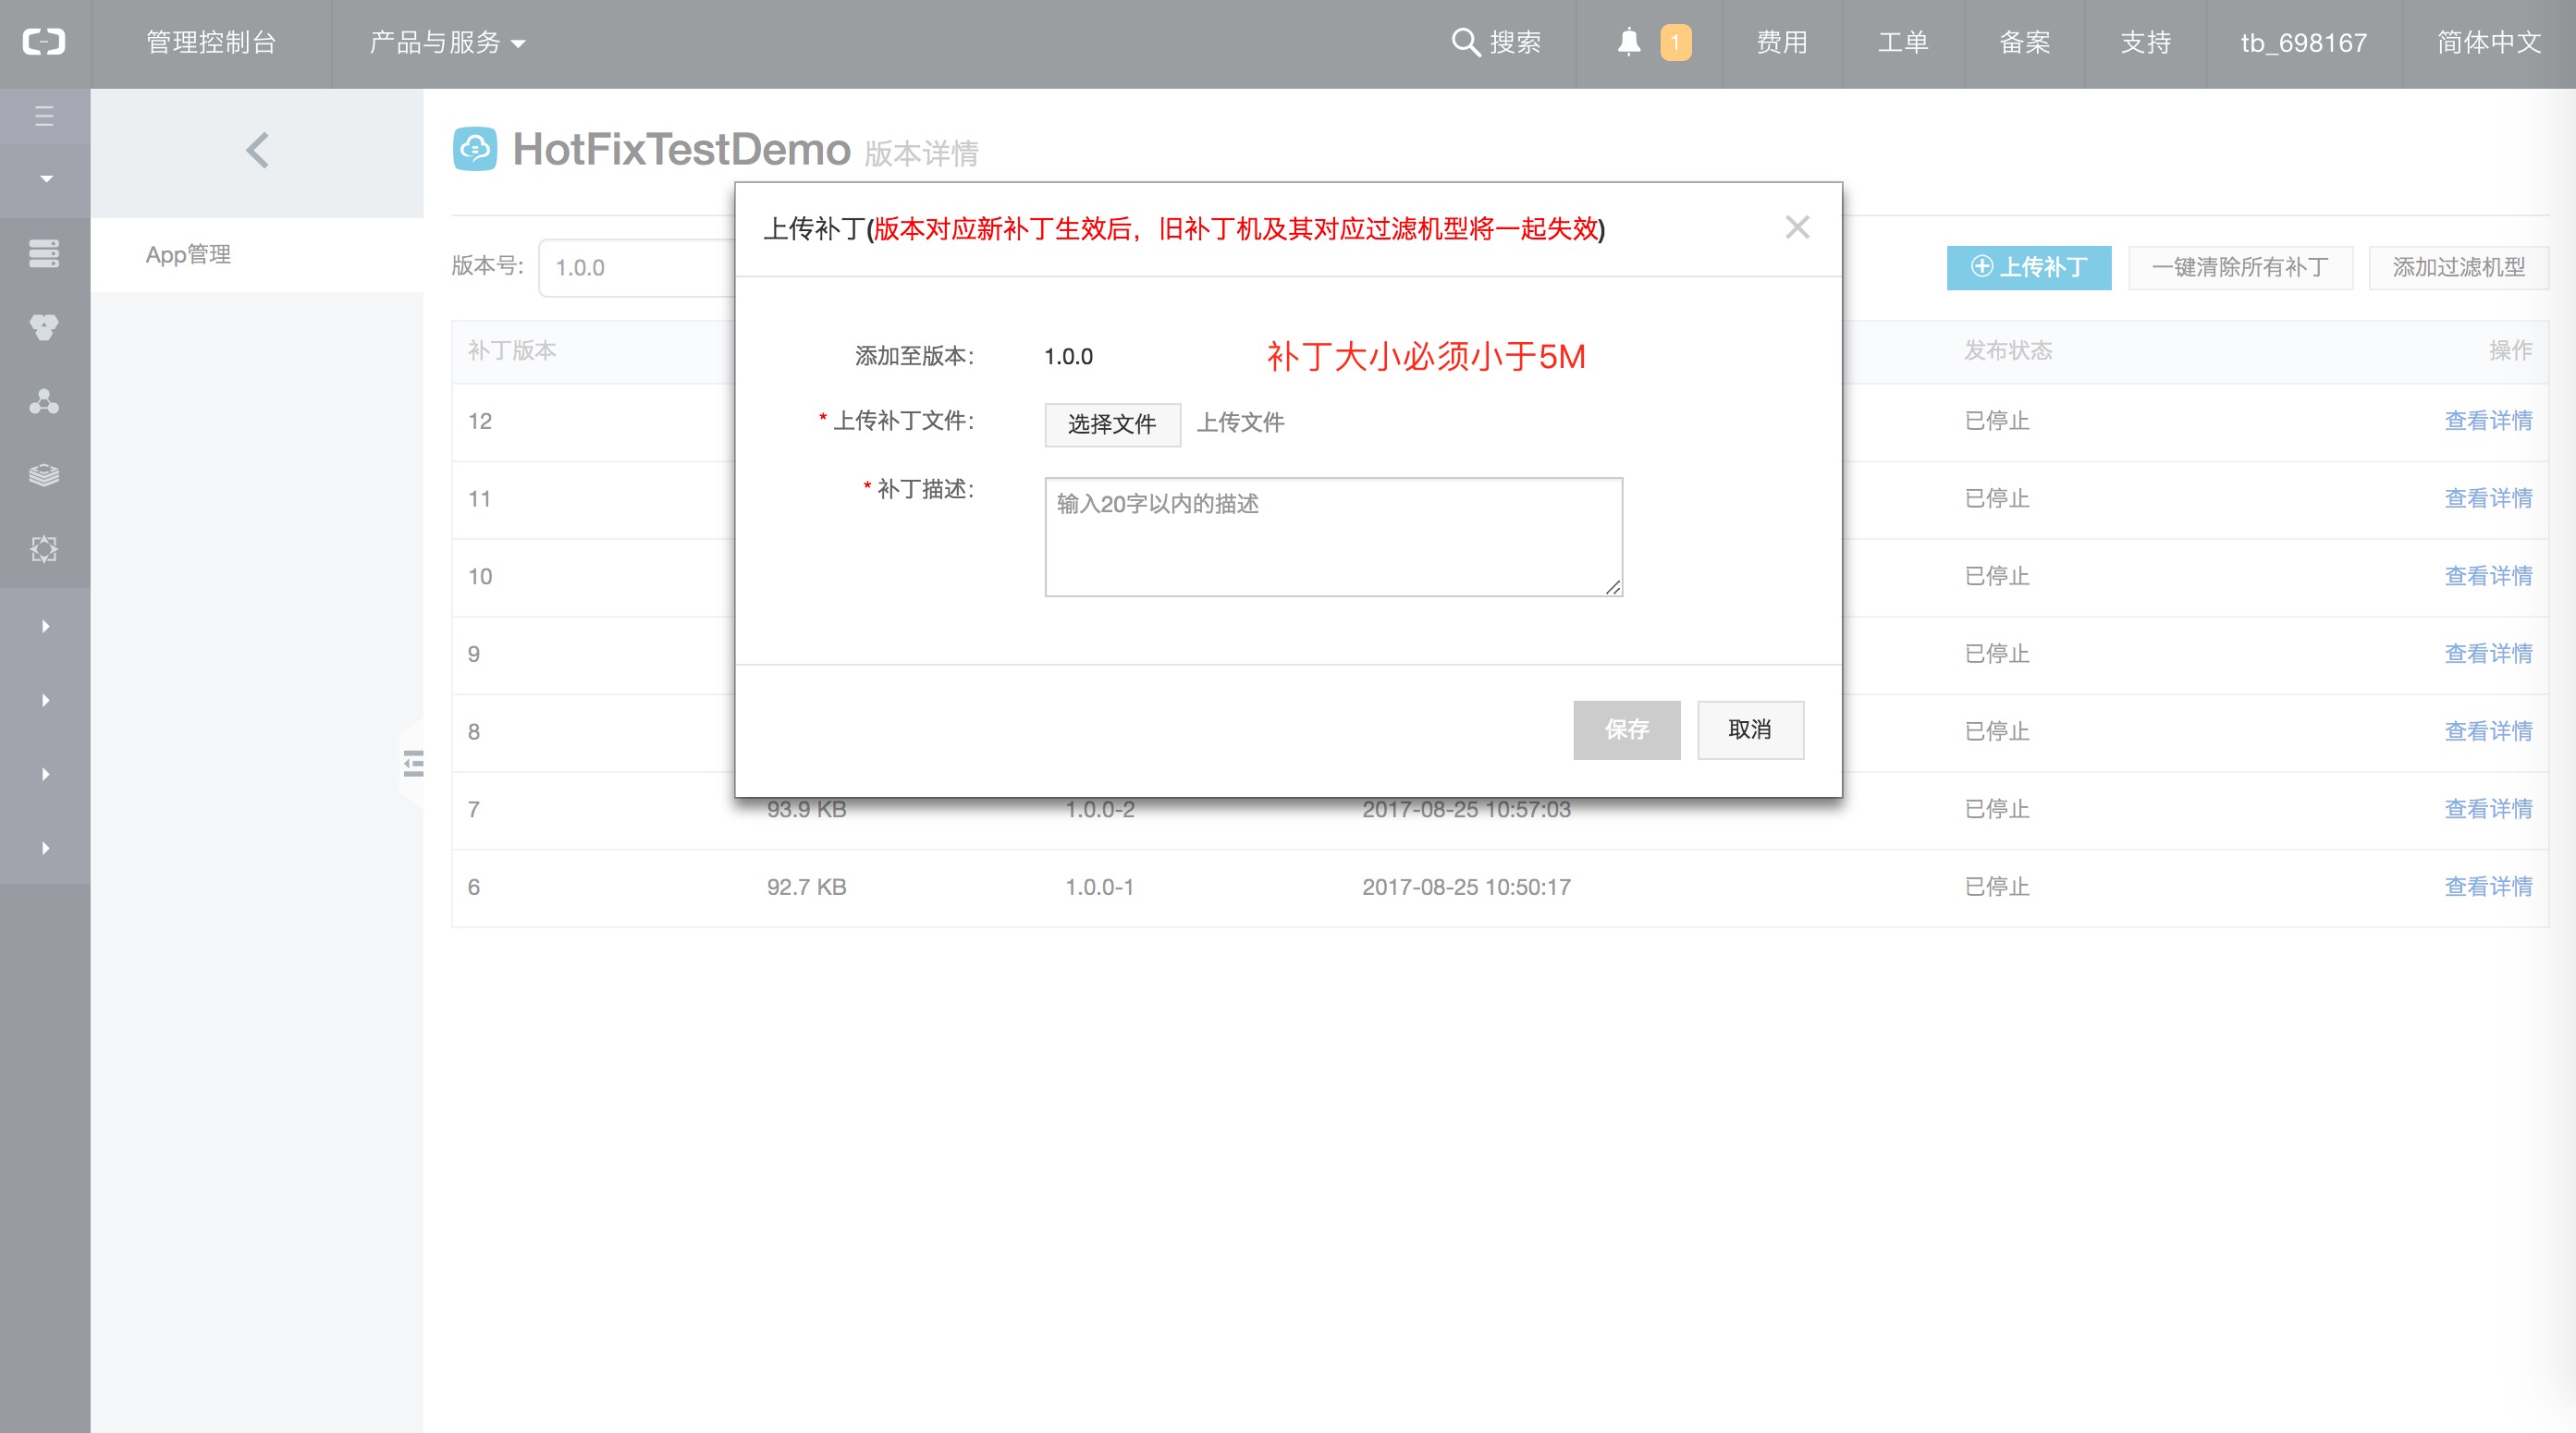 管理控制台
产品与服务
搜索
1
费用
工单
备案
支持
tb_698167
简体中文
HotFixTestDemo 版本详情
App管理
版本号: 1.0.0
上传补丁
一键清除所有补丁
添加过滤机型
上传补丁(版本对应新补丁生效后，旧补丁机及其对应过滤机型将一起失效)
添加至版本: 1.0.0
补丁大小必须小于5M
* 上传补丁文件: 选择文件 上传文件
* 补丁描述: 输入20字以内的描述
保存
取消
补丁版本 发布状态 操作
12 已停止 查看详情
11 已停止 查看详情
10 已停止 查看详情
9 已停止 查看详情
8 已停止 查看详情
7 93.9 KB 1.0.0-2 2017-08-25 10:57:03 已停止 查看详情
6 92.7 KB 1.0.0-1 2017-08-25 10:50:17 已停止 查看详情